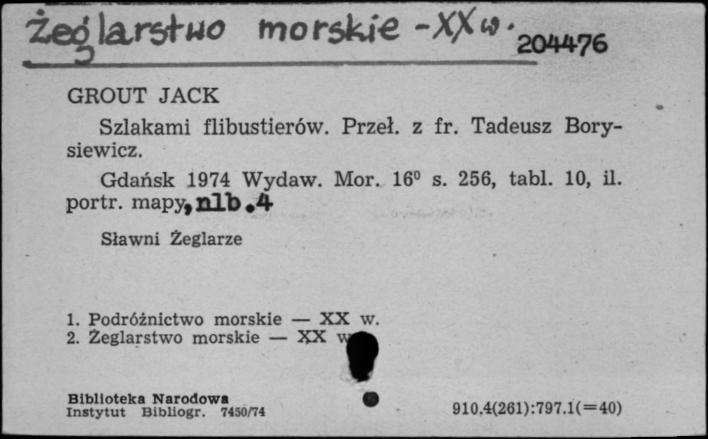 Żeglarstwo morskie - XX w.
204476
GROUT JACK
Szlakami flibustierów. Przeł. z fr. Tadeusz Bory-
siewicz.
Gdańsk 1974 Wydaw. Mor. 16⁰ s. 256, tabl. 10, il.
portr. mapy, nlb. 4
Sławni Żeglarze
1. Podróżnictwo morskie — XX w.
2. Żeglarstwo morskie — XX w
Biblioteka Narodowa
Instytut Bibliogr. 7450/74
910.4(261):797.1(=40)